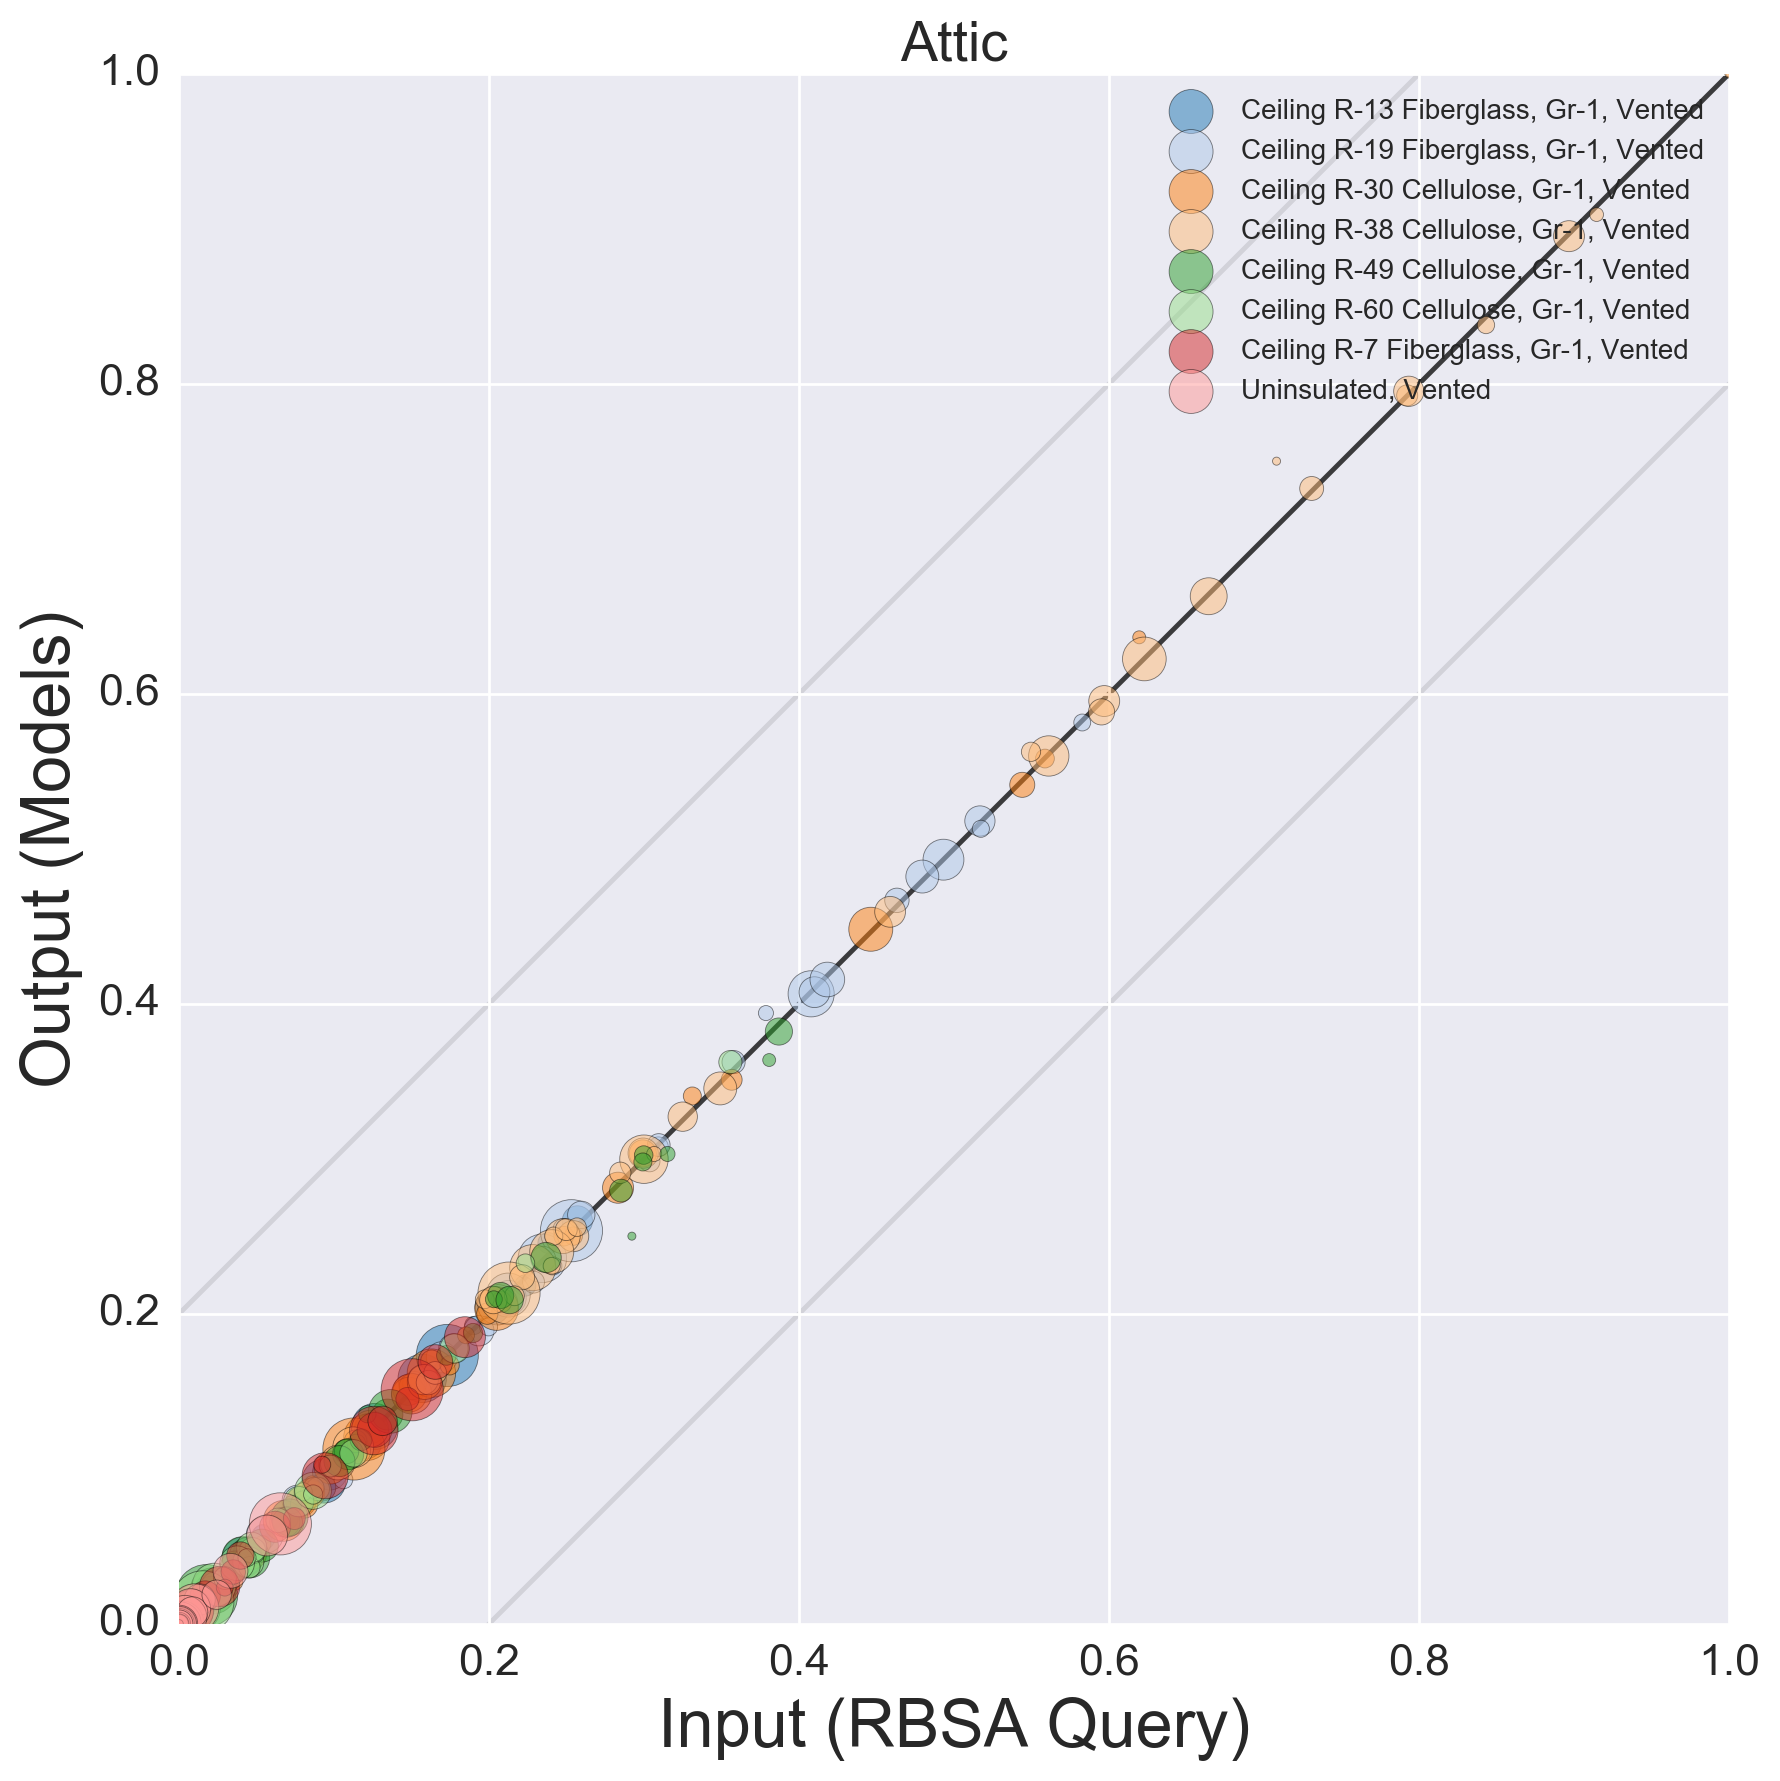 Attic
1.0
0.8
0.6
0.4
0.2
0.0
Output (Models)
Ceiling R-13 Fiberglass, Gr-1, Vented
Ceiling R-19 Fiberglass, Gr-1, Vented
Ceiling R-30 Cellulose, Gr-1, Vented
Ceiling R-38 Cellulose, Gr-1, Vented
Ceiling R-49 Cellulose, Gr-1, Vented
Ceiling R-60 Cellulose, Gr-1, Vented
Ceiling R-7 Fiberglass, Gr-1, Vented
Uninsulated, Vented
0.0 0.2 0.4 0.6 0.8 1.0
Input (RBSA Query)